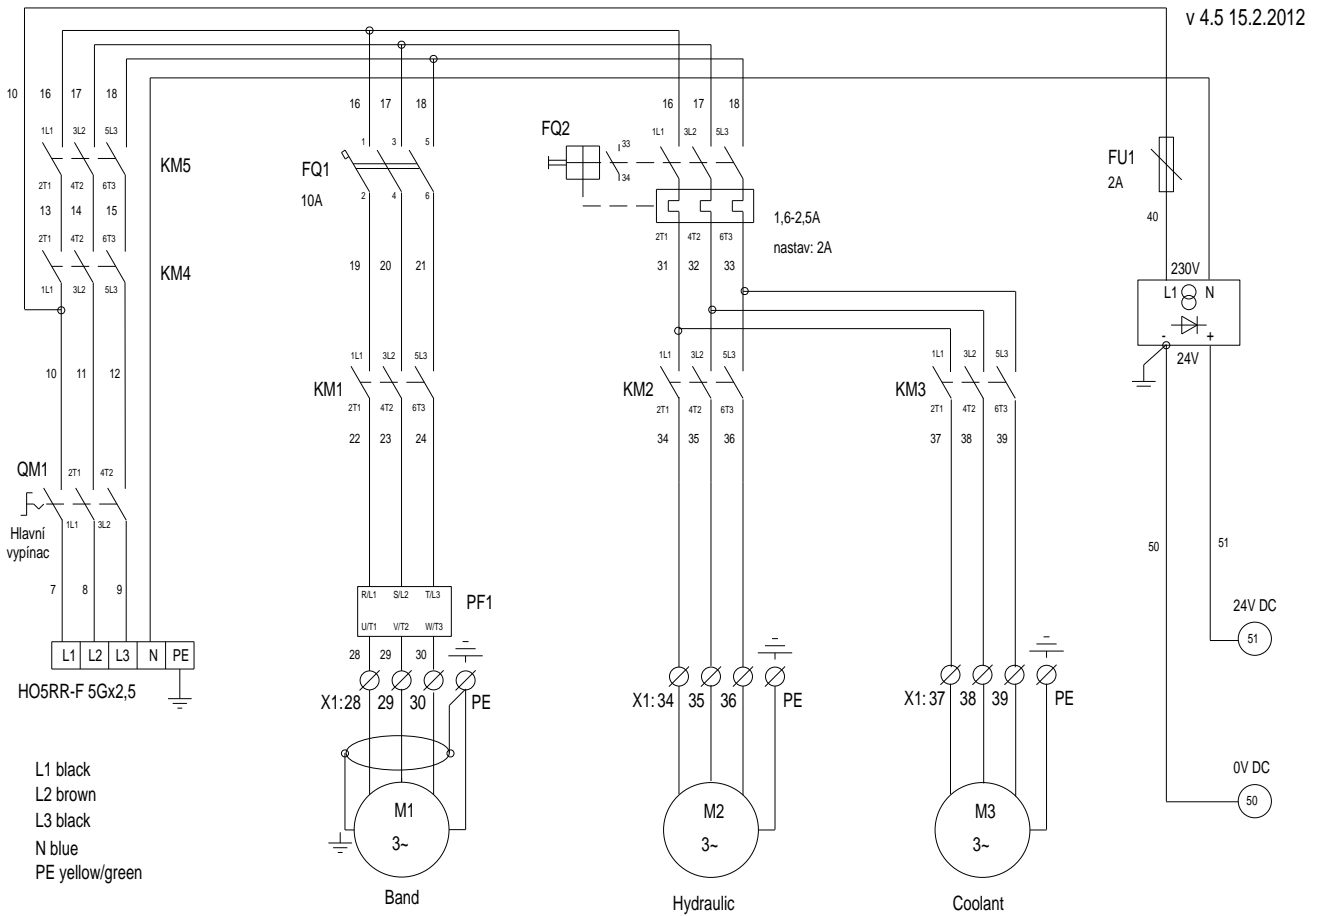 v 4.5 15.2.2012
10 16 17 18
1L1 3L2 5L3
KM5
2T1 4T2 6T3
13 14 15
2T1 4T2 6T3
KM4
1L1 3L2 5L3
10 11 12
QM1
2T1 4T2
Hlavní
vypínac
1L1 3L2
7 8 9
L1 L2 L3 N PE
HO5RR-F 5Gx2,5
L1 black
L2 brown
L3 black
N blue
PE yellow/green
16 17 18
1 3 5
FQ1
10A
2 4 6
19 20 21
1L1 3L2 5L3
KM1
2T1 4T2 6T3
22 23 24
R/L1 S/L2 T/L3
PF1
U/T1 V/T2 W/T3
28 29 30
X1:28 29 30 PE
M1
3~
Band
16 17 18
FQ2
33
34
1L1 3L2 5L3
1,6-2,5A
nastav: 2A
2T1 4T2 6T3
31 32 33
1L1 3L2 5L3
KM2
2T1 4T2 6T3
34 35 36
X1:34 35 36 PE
M2
3~
Hydraulic
1L1 3L2 5L3
KM3
2T1 4T2 6T3
37 38 39
X1:37 38 39 PE
M3
3~
Coolant
FU1
2A
40
230V
L1 N
- +
24V
50 51
24V DC
51
0V DC
50